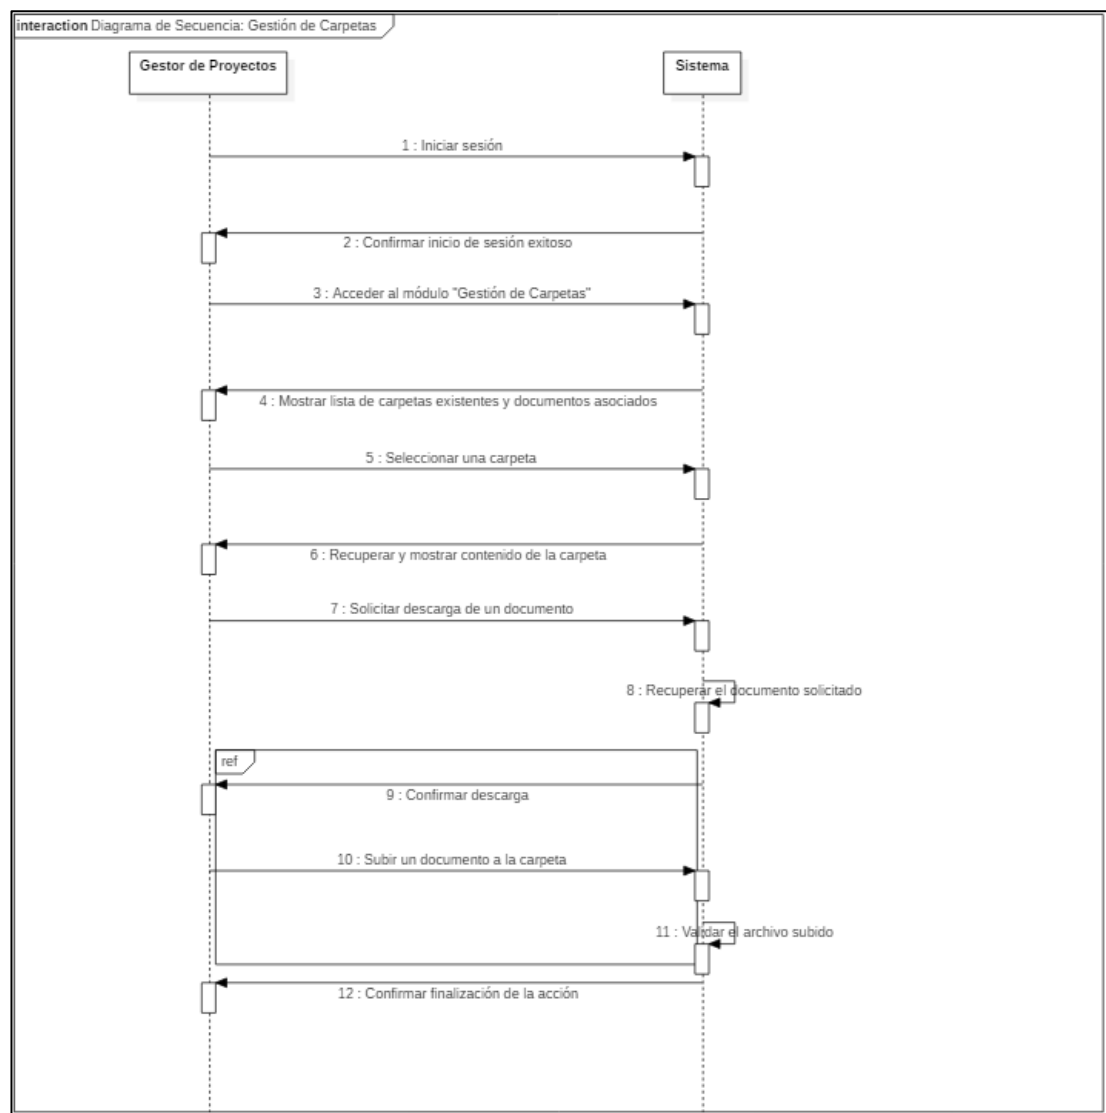 interaction Diagrama de Secuencia: Gestión de Carpetas
Gestor de Proyectos
Sistema
1 : Iniciar sesión
2 : Confirmar inicio de sesión exitoso
3 : Acceder al módulo "Gestión de Carpetas"
4 : Mostrar lista de carpetas existentes y documentos asociados
5 : Seleccionar una carpeta
6 : Recuperar y mostrar contenido de la carpeta
7 : Solicitar descarga de un documento
8 : Recuperar el documento solicitado
ref
9 : Confirmar descarga
10 : Subir un documento a la carpeta
11 : Validar el archivo subido
12 : Confirmar finalización de la acción